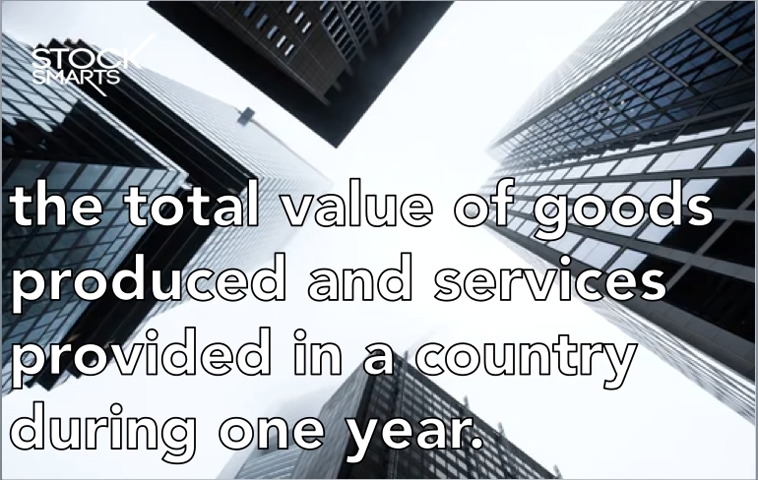 STOCK
SMARTS
the total value of goods
produced and services
provided in a country
during one year.